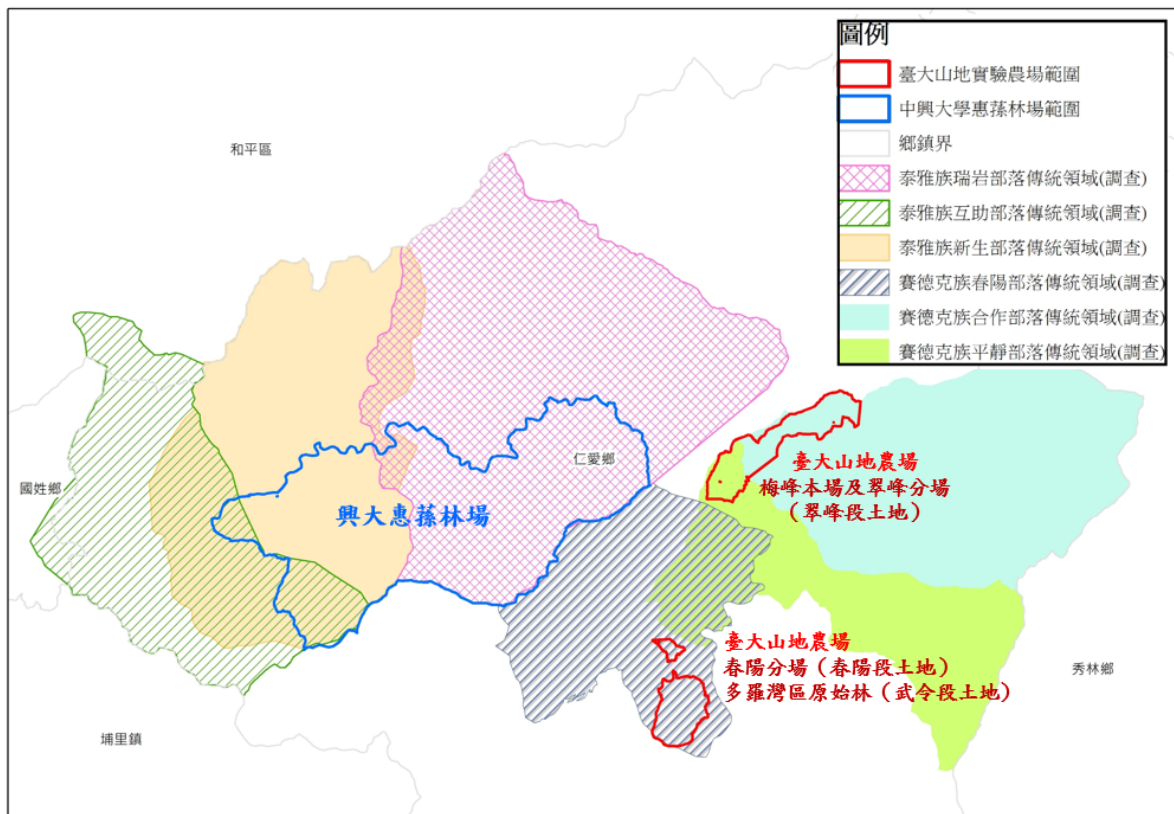 圖例
臺大山地實驗農場範圍
中興大學惠蓀林場範圍
鄉鎮界
泰雅族瑞岩部落傳統領域(調查)
泰雅族互助部落傳統領域(調查)
泰雅族新生部落傳統領域(調查)
賽德克族春陽部落傳統領域(調查)
賽德克族合作部落傳統領域(調查)
賽德克族平靜部落傳統領域(調查)
和平區
仁愛鄉
臺大山地農場
梅峰本場及翠峰分場
（翠峰段土地）
國姓鄉
興大惠蓀林場
臺大山地農場
春陽分場（春陽段土地）
多羅灣區原始林（武令段土地）
秀林鄉
埔里鎮